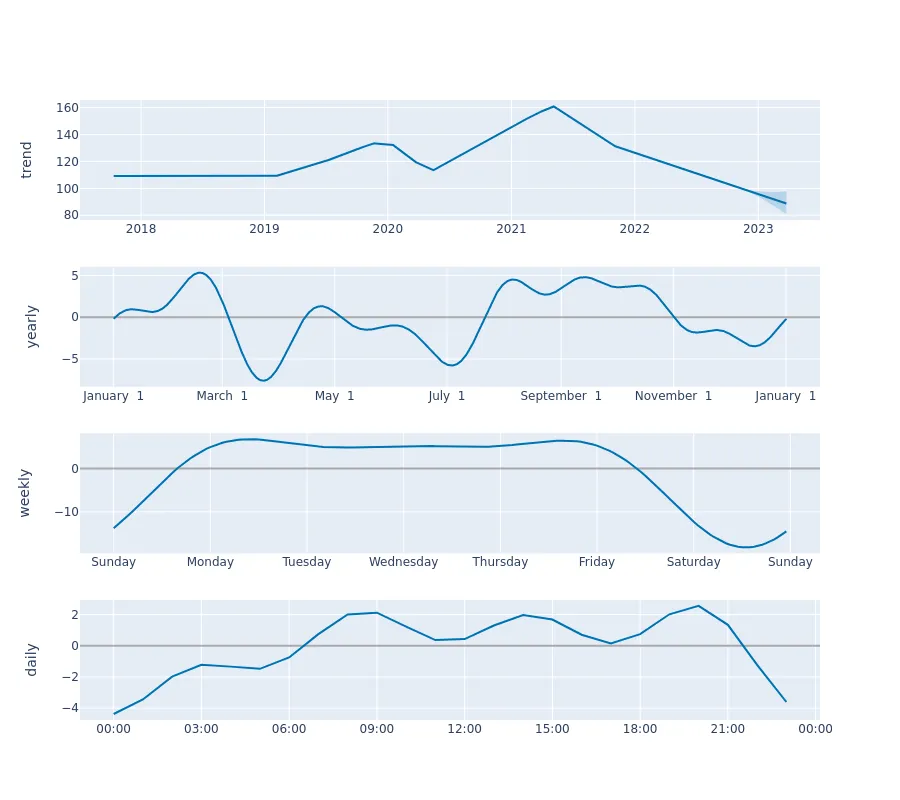 trend
160
140
120
100
80
2018 2019 2020 2021 2022 2023
yearly
5
0
−5
January 1 March 1 May 1 July 1 September 1 November 1 January 1
weekly
0
−10
Sunday Monday Tuesday Wednesday Thursday Friday Saturday Sunday
daily
2
0
−2
−4
00:00 03:00 06:00 09:00 12:00 15:00 18:00 21:00 00:00